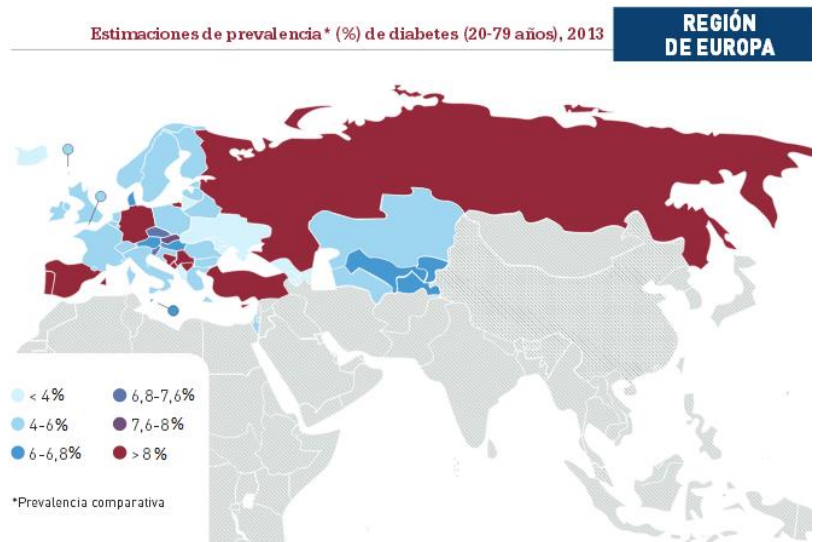 Estimaciones de prevalencia* (%) de diabetes (20-79 años), 2013
REGIÓN
DE EUROPA
< 4%
4-6%
6-6,8%
6,8-7,6%
7,6-8%
> 8%
*Prevalencia comparativa